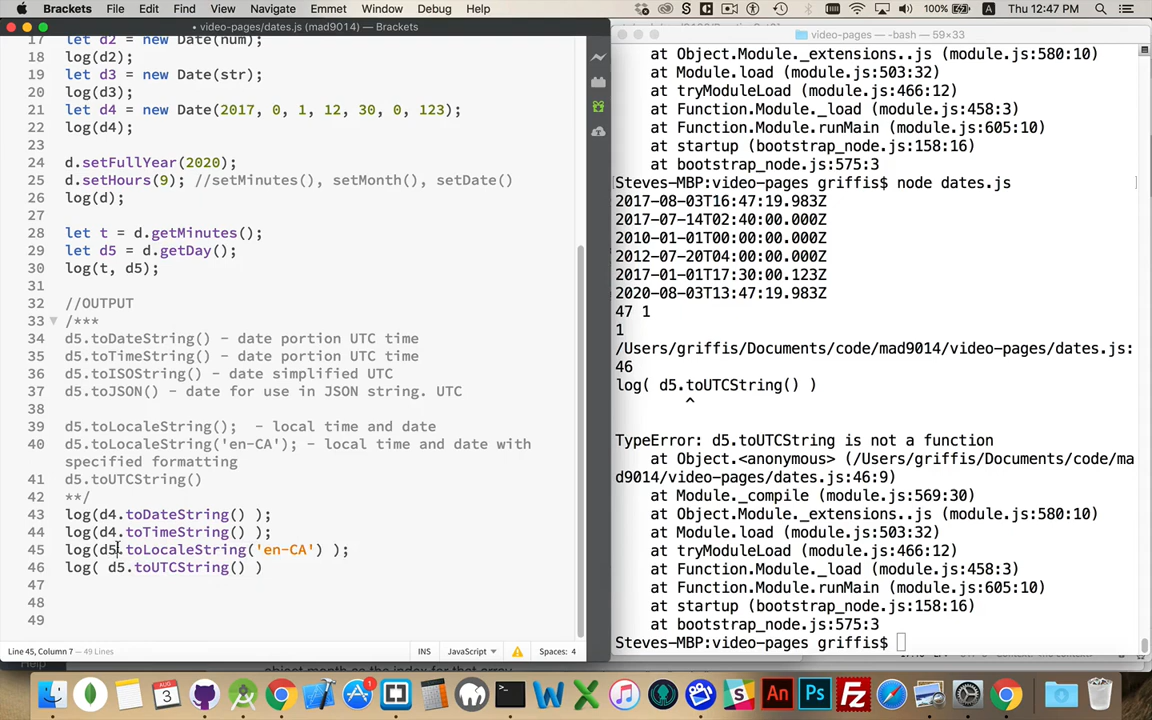 Brackets File Edit Find View Navigate Emmet Window Debug Help 100% Thu 12:47 PM
• video-pages/dates.js (mad9014) — Brackets
17 let d2 = new Date(num);
18 log(d2);
19 let d3 = new Date(str);
20 log(d3);
21 let d4 = new Date(2017, 0, 1, 12, 30, 0, 123);
22 log(d4);
23
24 d.setFullYear(2020);
25 d.setHours(9); //setMinutes(), setMonth(), setDate()
26 log(d);
27
28 let t = d.getMinutes();
29 let d5 = d.getDay();
30 log(t, d5);
31
32 //OUTPUT
33 /***
34 d5.toDateString() - date portion UTC time
35 d5.toTimeString() - date portion UTC time
36 d5.toISOString() - date simplified UTC
37 d5.toJSON() - date for use in JSON string. UTC
38
39 d5.toLocaleString();  - local time and date
40 d5.toLocaleString('en-CA'); - local time and date with
specified formatting
41 d5.toUTCString()
42 **/
43 log(d4.toDateString() );
44 log(d4.toTimeString() );
45 log(d5.toLocaleString('en-CA') );
46 log( d5.toUTCString() )
47
48
49
Line 45, Column 7 — 49 Lines INS JavaScript Spaces: 4
video-pages — -bash — 59×33
at Object.Module._extensions..js (module.js:580:10)
at Module.load (module.js:503:32)
at tryModuleLoad (module.js:466:12)
at Function.Module._load (module.js:458:3)
at Function.Module.runMain (module.js:605:10)
at startup (bootstrap_node.js:158:16)
at bootstrap_node.js:575:3
Steves-MBP:video-pages griffis$ node dates.js
2017-08-03T16:47:19.983Z
2017-07-14T02:40:00.000Z
2010-01-01T00:00:00.000Z
2012-07-20T04:00:00.000Z
2017-01-01T17:30:00.123Z
2020-08-03T13:47:19.983Z
47 1
1
/Users/griffis/Documents/code/mad9014/video-pages/dates.js:
46
log( d5.toUTCString() )
^
TypeError: d5.toUTCString is not a function
at Object.<anonymous> (/Users/griffis/Documents/code/ma
d9014/video-pages/dates.js:46:9)
at Module._compile (module.js:569:30)
at Object.Module._extensions..js (module.js:580:10)
at Module.load (module.js:503:32)
at tryModuleLoad (module.js:466:12)
at Function.Module._load (module.js:458:3)
at Function.Module.runMain (module.js:605:10)
at startup (bootstrap_node.js:158:16)
at bootstrap_node.js:575:3
Steves-MBP:video-pages griffis$
Help
object month as the index for that array
AUG
3
1
An Ps Fz